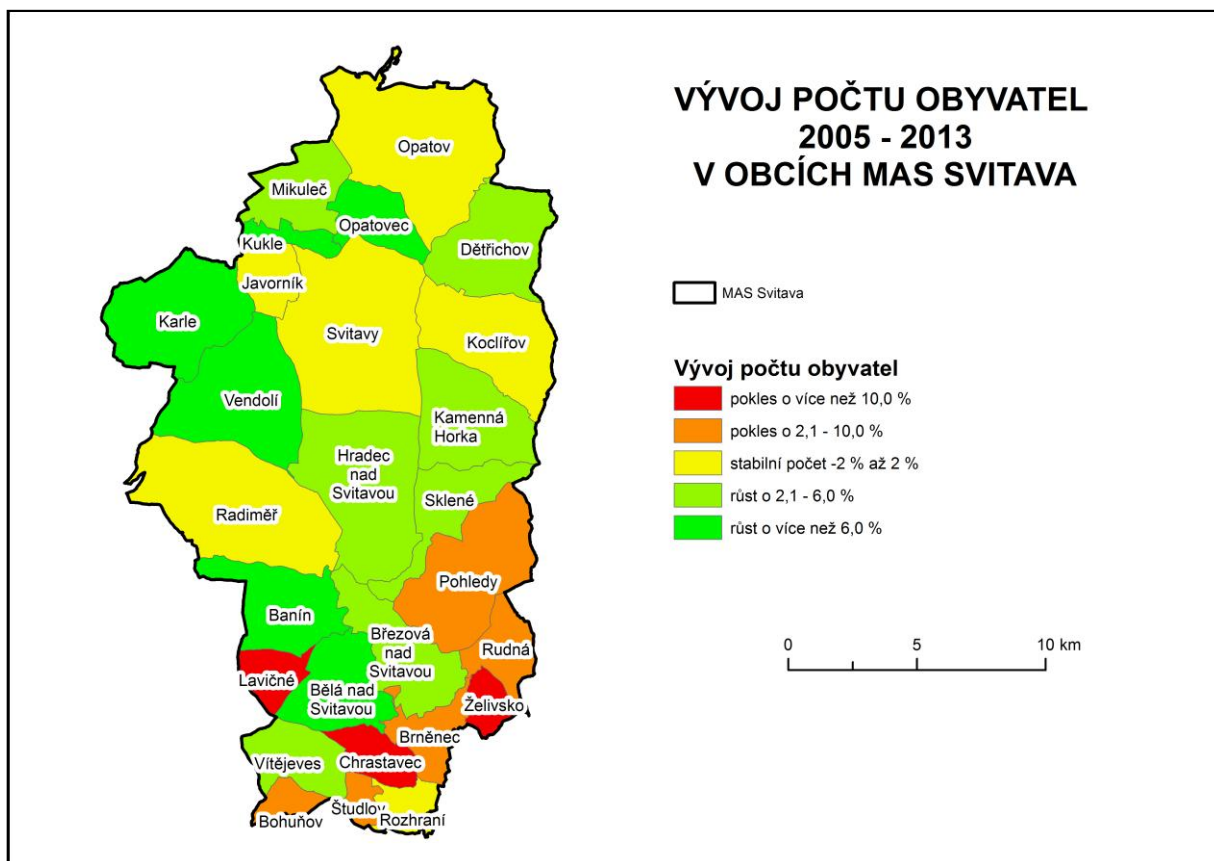 VÝVOJ POČTU OBYVATEL
2005 - 2013
V OBCÍCH MAS SVITAVA
Opatov
Mikuleč
Opatovec
Kukle
Dětřichov
Javorník
Karle
Svitavy
Koclířov
Vendolí
Kamenná
Horka
Hradec
nad
Svitavou
Sklené
Radiměř
Pohledy
Banín
Březová
nad
Svitavou
Rudná
Lavičné
Bělá nad
Svitavou
Želivsko
Brněnec
Vítějeves
Chrastavec
Bohuňov
Študlov
Rozhraní
MAS Svitava
Vývoj počtu obyvatel
pokles o více než 10,0 %
pokles o 2,1 - 10,0 %
stabilní počet -2 % až 2 %
růst o 2,1 - 6,0 %
růst o více než 6,0 %
0 5 10 km